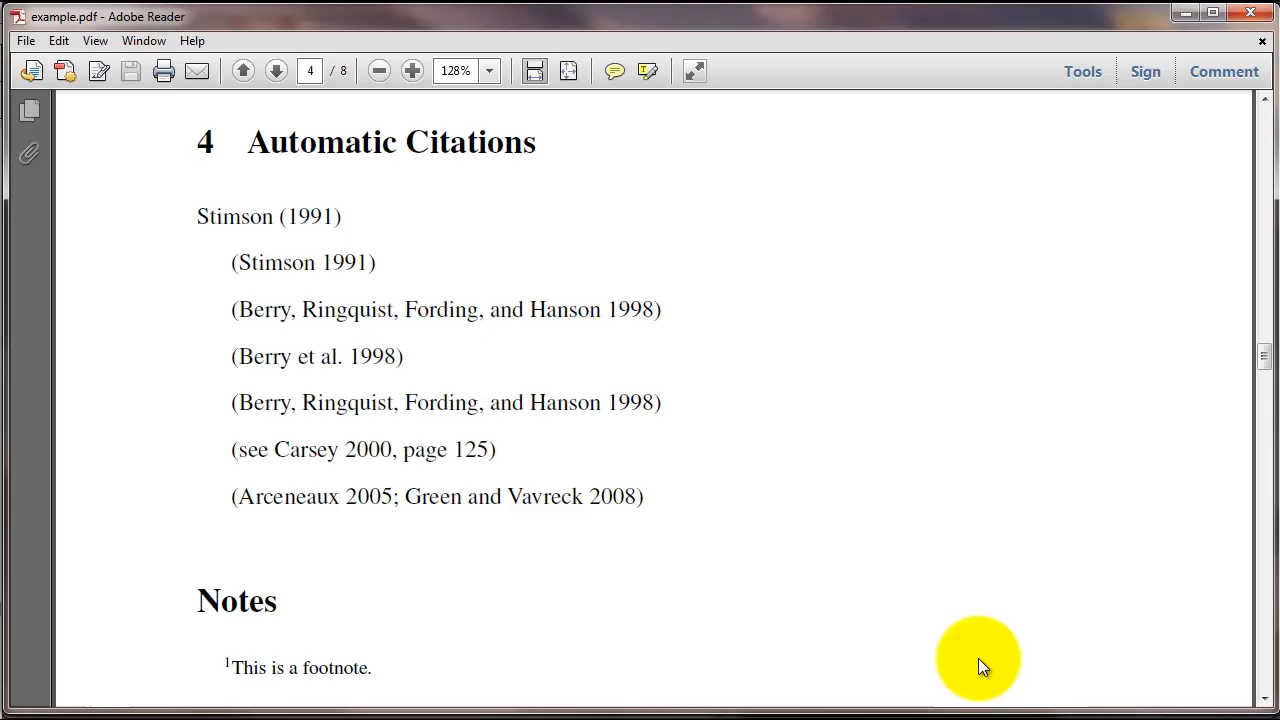 example.pdf - Adobe Reader
File Edit View Window Help
4 / 8 128% Tools Sign Comment
4 Automatic Citations
Stimson (1991)
(Stimson 1991)
(Berry, Ringquist, Fording, and Hanson 1998)
(Berry et al. 1998)
(Berry, Ringquist, Fording, and Hanson 1998)
(see Carsey 2000, page 125)
(Arceneaux 2005; Green and Vavreck 2008)
Notes
1This is a footnote.